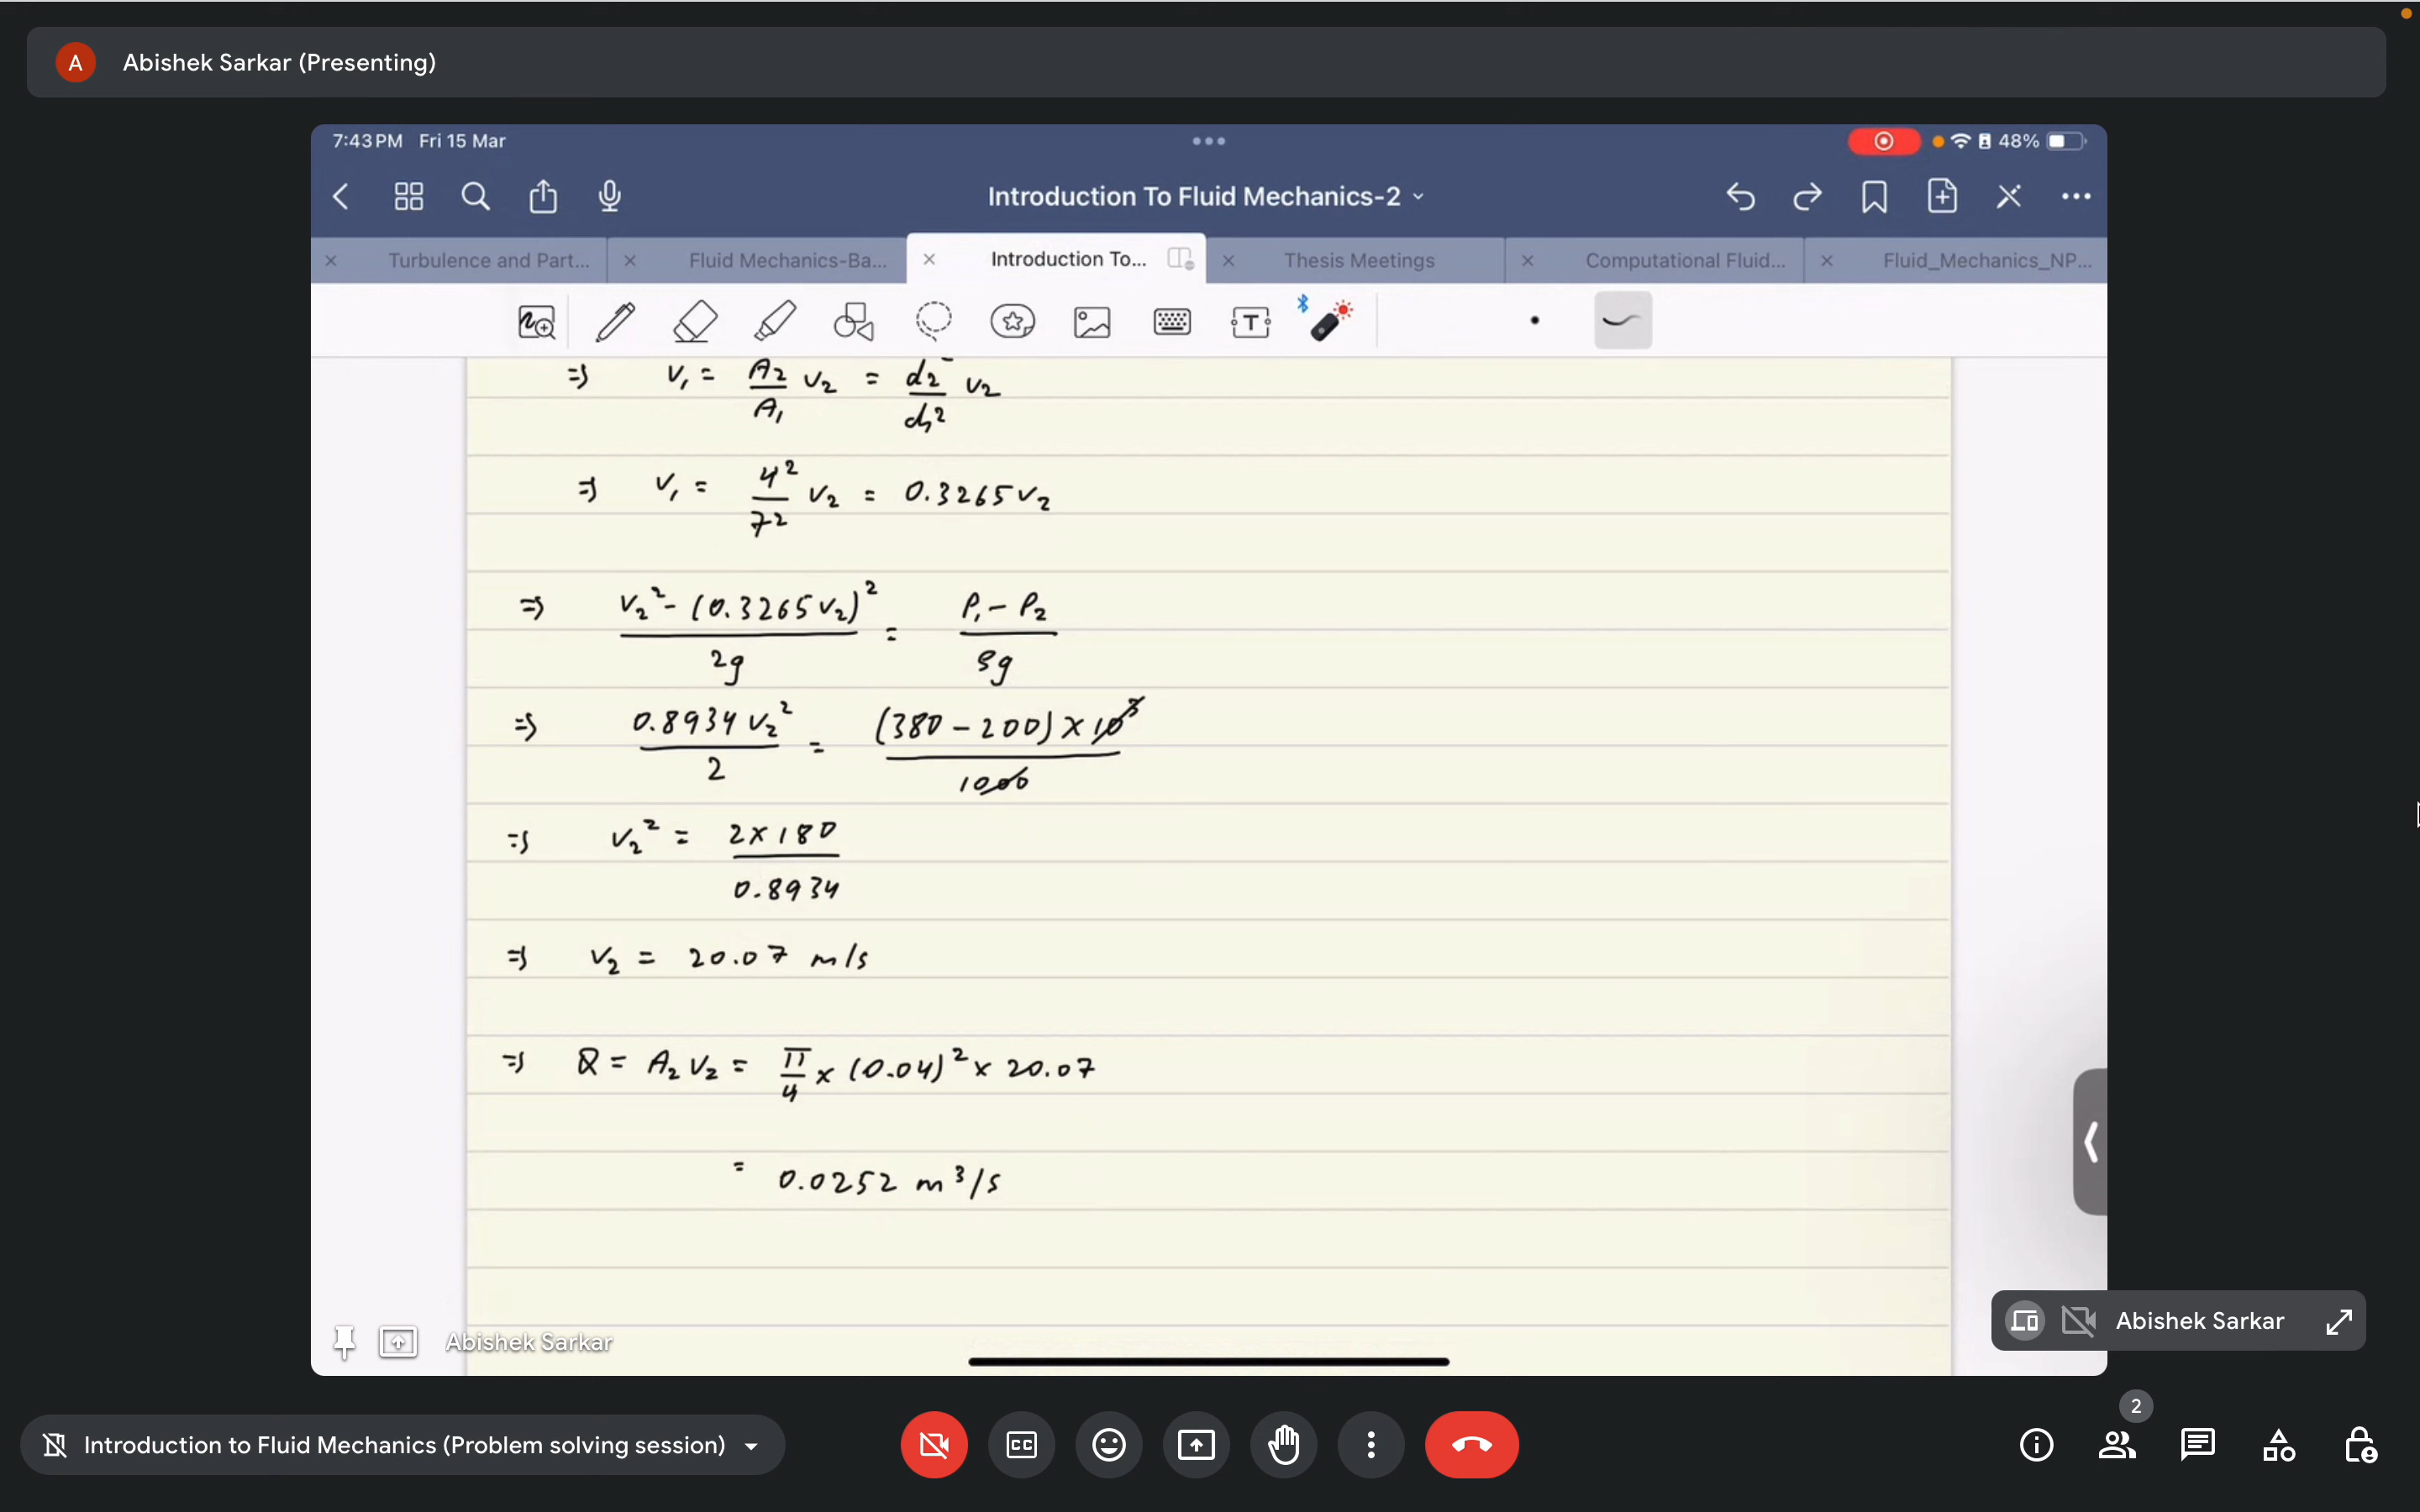 A Abishek Sarkar (Presenting)
7:43 PM Fri 15 Mar
48%
Introduction To Fluid Mechanics-2
Turbulence and Part...
Fluid Mechanics-Ba...
Introduction To...
Thesis Meetings
Computational Fluid...
Fluid_Mechanics_NP...
T
⇒ v₁ = A₂/A₁ v₂ = d₂²/d₁² v₂
⇒ v₁ = 4²/7² v₂ = 0.3265 v₂
⇒ (v₂² - (0.3265 v₂)²)/2g = (P₁ - P₂)/ρg
⇒ 0.8934 v₂²/2 = (380 - 200) × 10³/1000
⇒ v₂² = 2 × 180/0.8934
⇒ v₂ = 20.07 m/s
⇒ Q = A₂ v₂ = π/4 × (0.04)² × 20.07
= 0.0252 m³/s
Abishek Sarkar
Abishek Sarkar
Introduction to Fluid Mechanics (Problem solving session)
CC
2